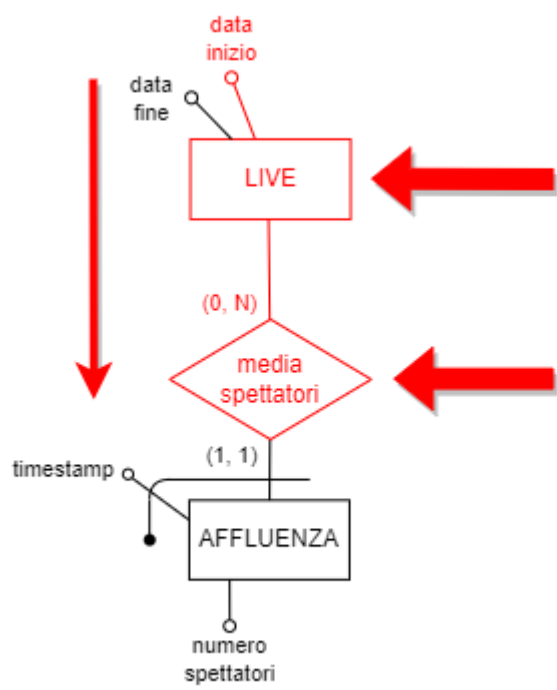 data
inizio
data
fine
LIVE
(0, N)
media
spettatori
(1, 1)
timestamp
AFFLUENZA
numero
spettatori